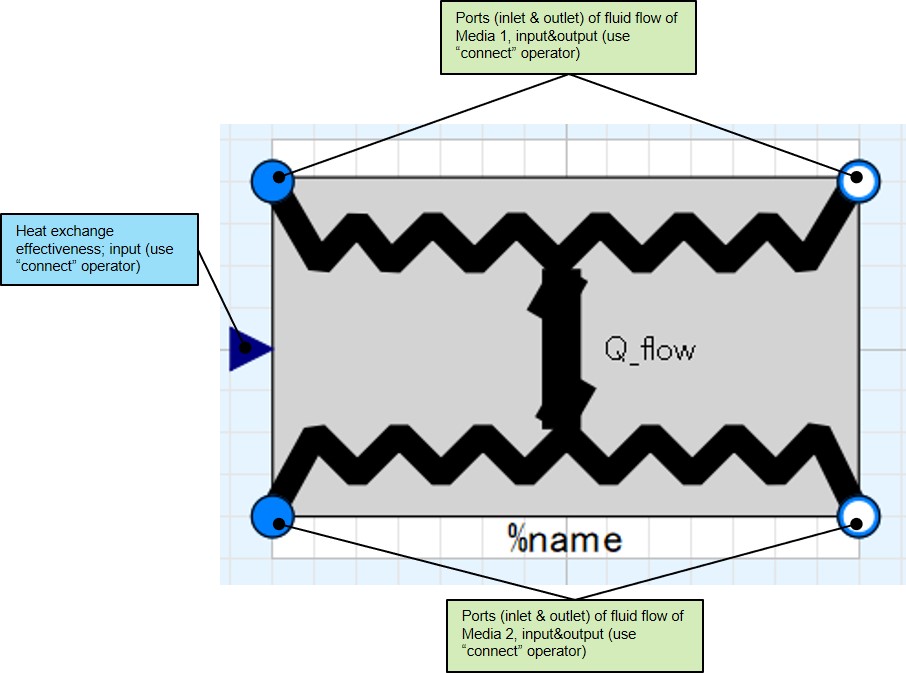 Ports (inlet & outlet) of fluid flow of
Media 1, input&output (use
“connect” operator)
Heat exchange
effectiveness; input (use
“connect” operator)
Q_flow
%name
Ports (inlet & outlet) of fluid flow of
Media 2, input&output (use
“connect” operator)